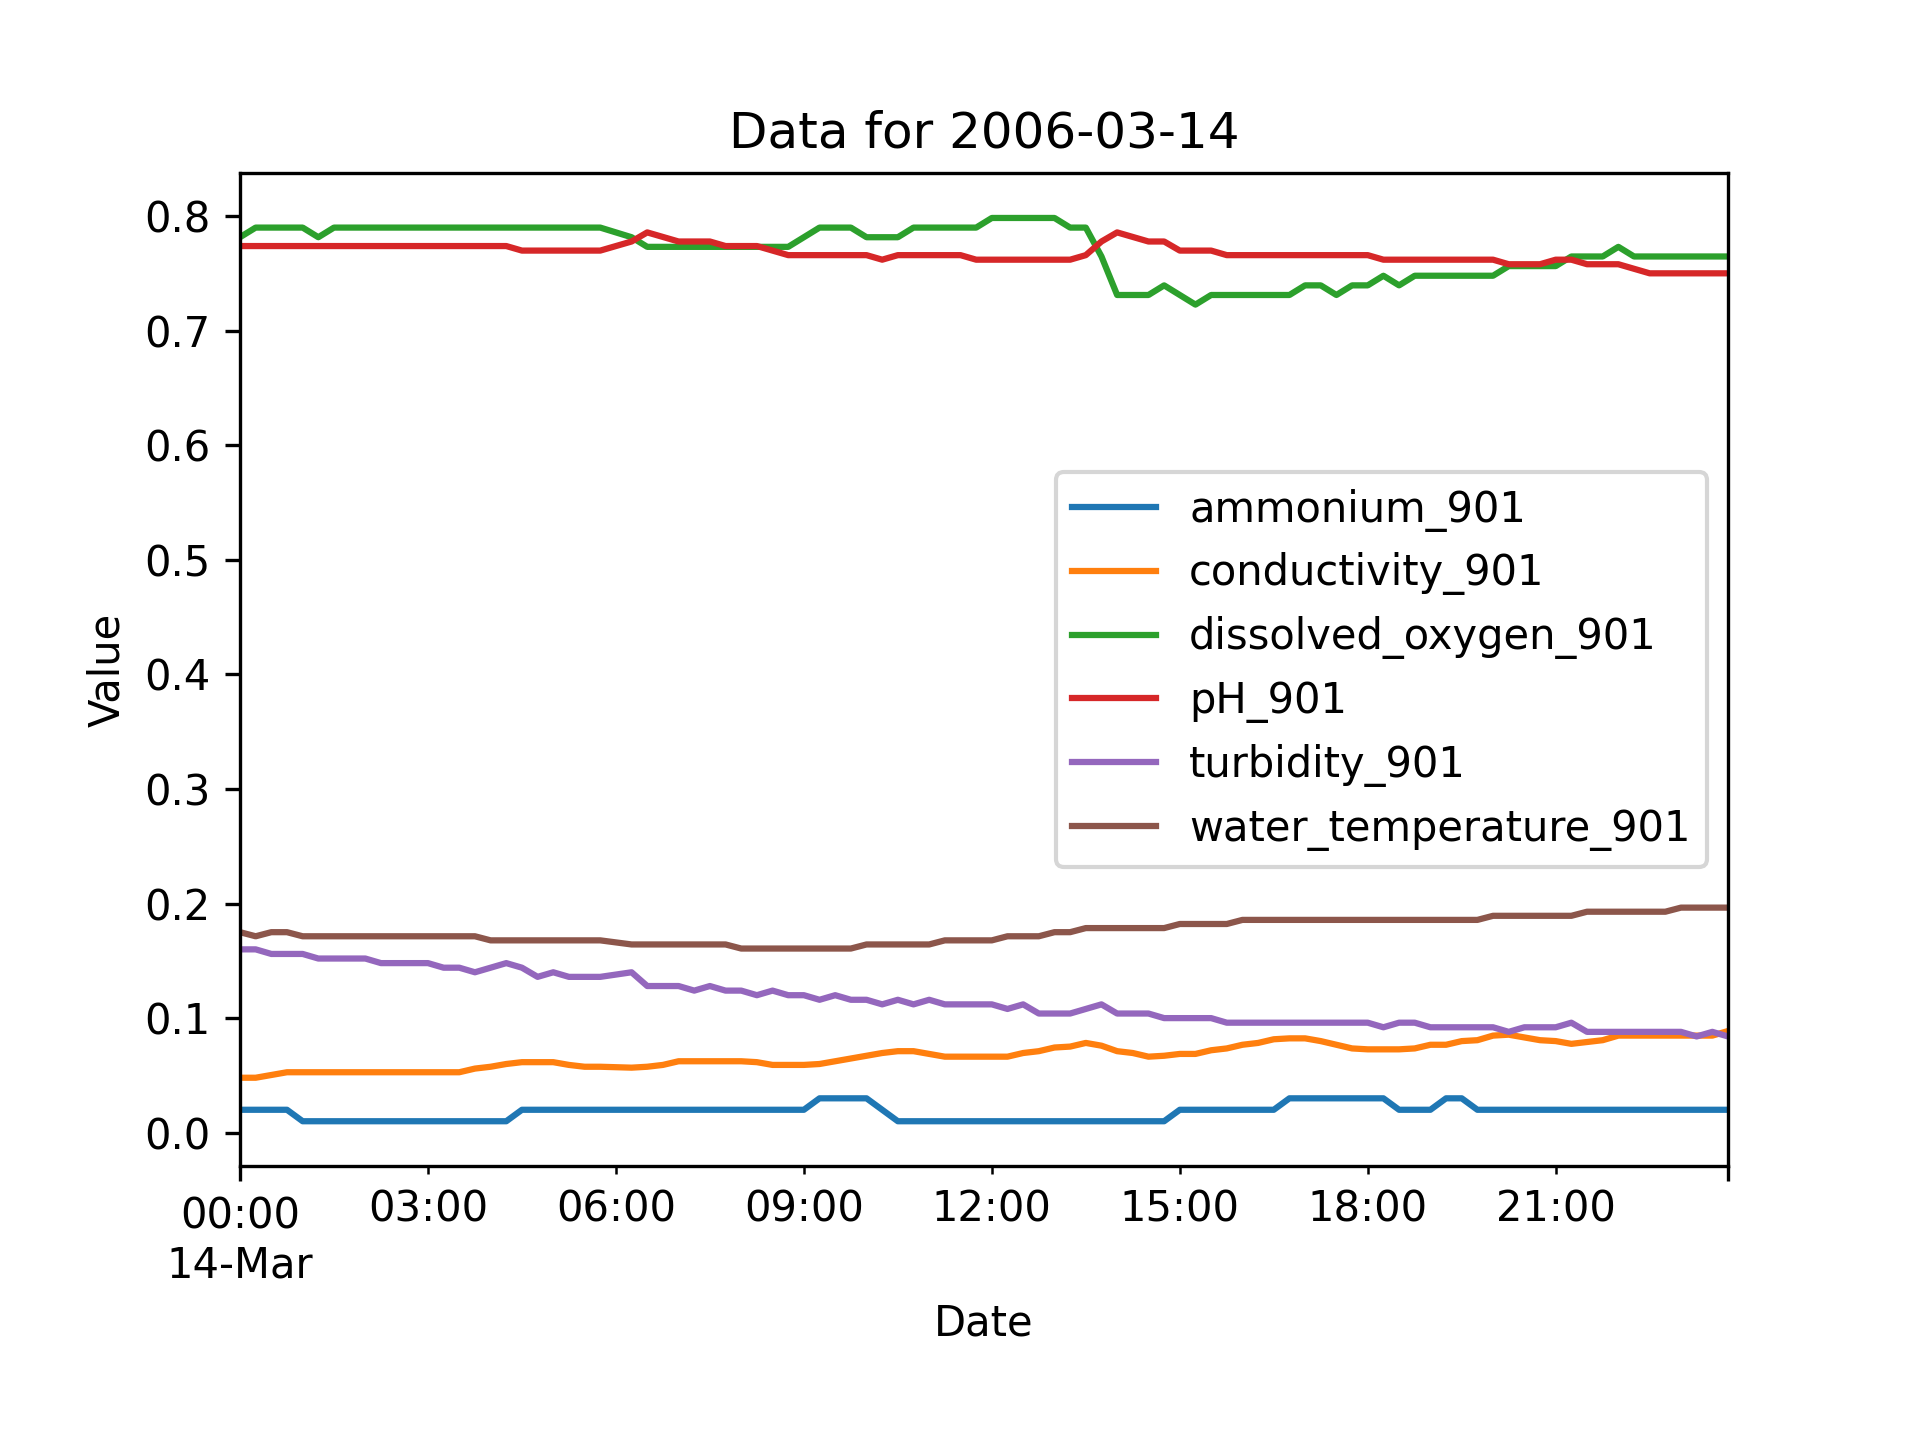 Data for 2006-03-14
0.8
0.7
0.6
0.5
0.4
0.3
0.2
0.1
0.0
Value
ammonium_901
conductivity_901
dissolved_oxygen_901
pH_901
turbidity_901
water_temperature_901
00:00 03:00 06:00 09:00 12:00 15:00 18:00 21:00
14-Mar
Date